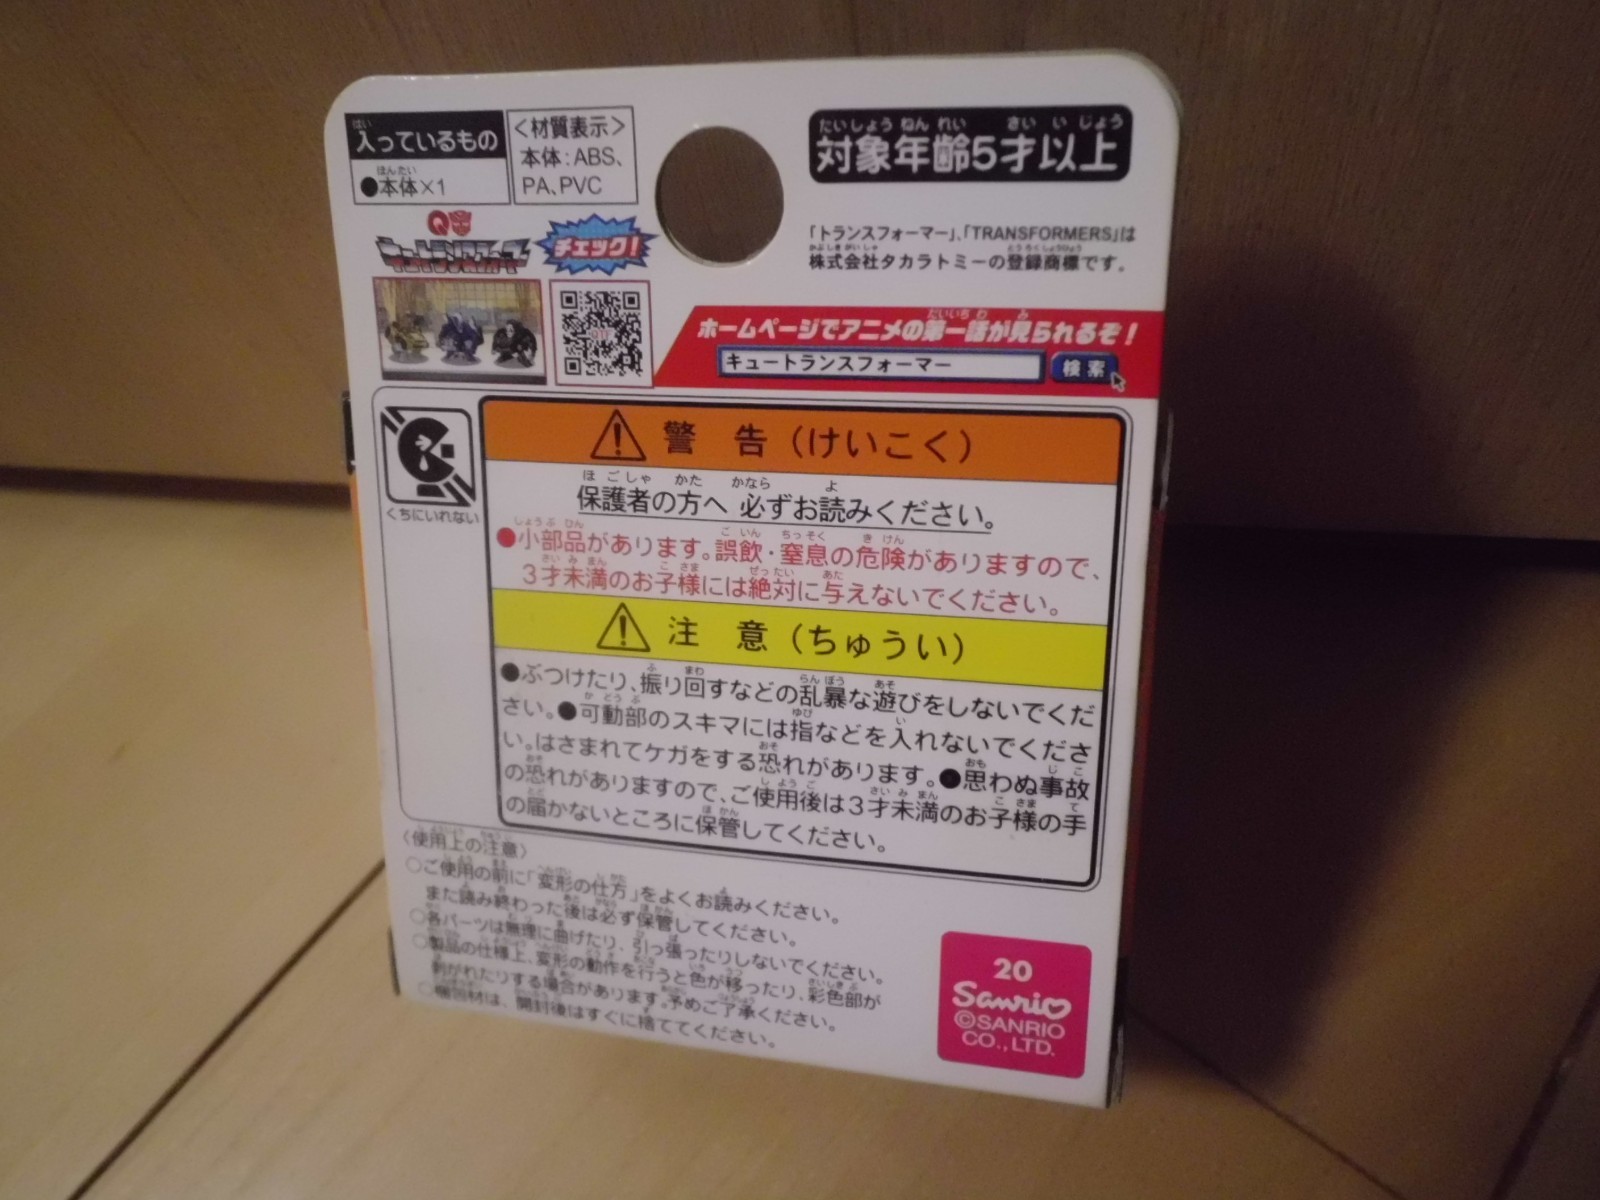 入っているもの
●本体×1
<材質表示>
本体:ABS、
PA、PVC
対象年齢5才以上
「トランスフォーマー」、「TRANSFORMERS」は
株式会社タカラトミーの登録商標です。
Q
キュートランスフォーマー
チェック!
QTF
ホームページでアニメの第一話が見られるぞ!
キュートランスフォーマー
検索
くちにいれない
警告(けいこく)
保護者の方へ 必ずお読みください。
●小部品があります。誤飲・窒息の危険がありますので、
3才未満のお子様には絶対に与えないでください。
注意(ちゅうい)
●ぶつけたり、振り回すなどの乱暴な遊びをしないでくだ
さい。●可動部のスキマには指などを入れないでくださ
い。はさまれてケガをする恐れがあります。●思わぬ事故
の恐れがありますので、ご使用後は3才未満のお子様の手
の届かないところに保管してください。
〈使用上の注意〉
○ご使用の前に「変形の仕方」をよくお読みください。
また読み終わった後は必ず保管してください。
○各パーツは無理に曲げたり、引っ張ったりしないでください。
○製品の仕様上、変形の動作を行うと色が移ったり、彩色部が
剥がれたりする場合があります。予めご了承ください。
○梱包材は、開封後はすぐに捨ててください。
20
Sanrio
©SANRIO
CO.,LTD.